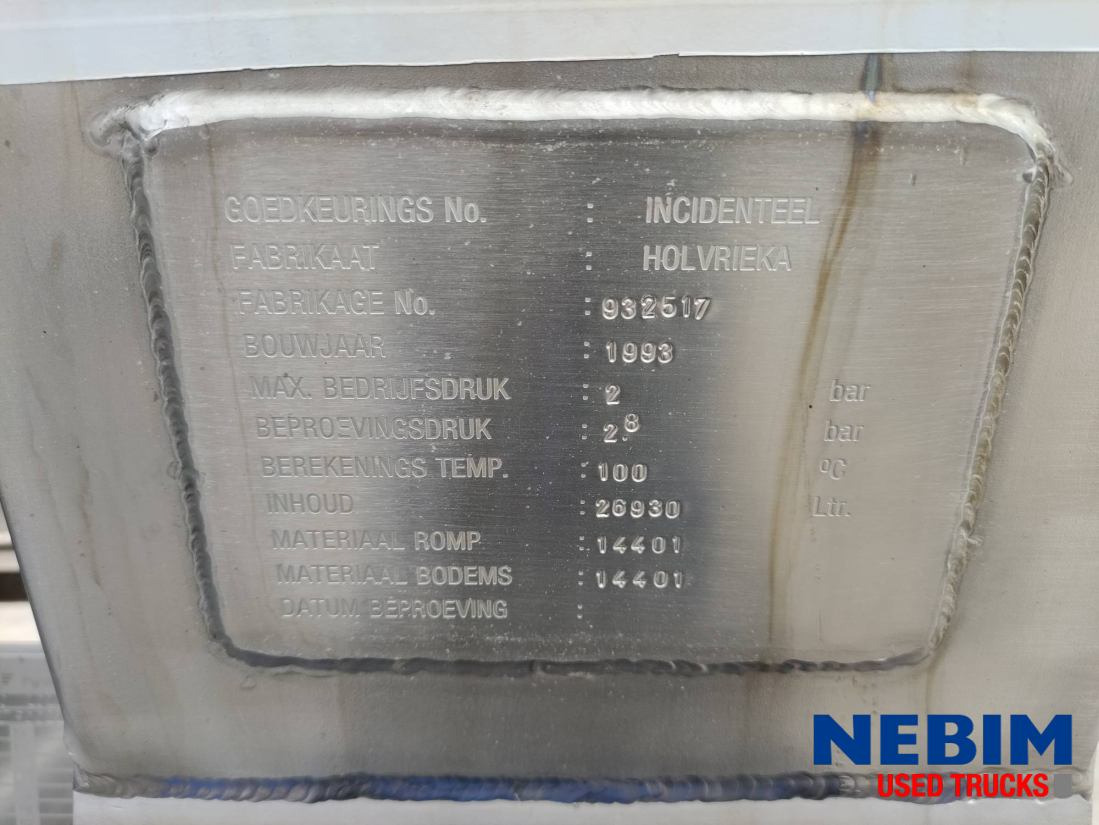 GOEDKEURINGS No. : INCIDENTEEL
FABRIKAAT : HOLVRIEKA
FABRIKAGE No. : 932517
BOUWJAAR : 1993
MAX. BEDRIJFSDRUK : 2 bar
BEPROEVINGSDRUK : 2.8 bar
BEREKENINGS TEMP. : 100 ºC
INHOUD : 26930 Ltr.
MATERIAAL ROMP : 14401
MATERIAAL BODEMS : 14401
DATUM BEPROEVING :
NEBIM
USED TRUCKS